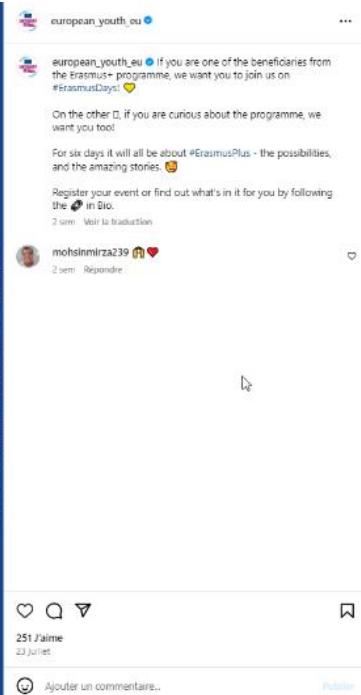 european_youth_eu
european_youth_eu If you are one of the beneficiaries from
the Erasmus+ programme, we want you to join us on
#ErasmusDays! 💛
On the other ▯, if you are curious about the programme, we
want you too!
For six days it will all be about #ErasmusPlus - the possibilities,
and the amazing stories. 🥰
Register your event or find out what's in it for you by following
the 🔗 in Bio.
2 sem Voir la traduction
mohsinmirza239 ❤️
2 sem Répondre
251 J'aime
23 juillet
Ajouter un commentaire...
Publier